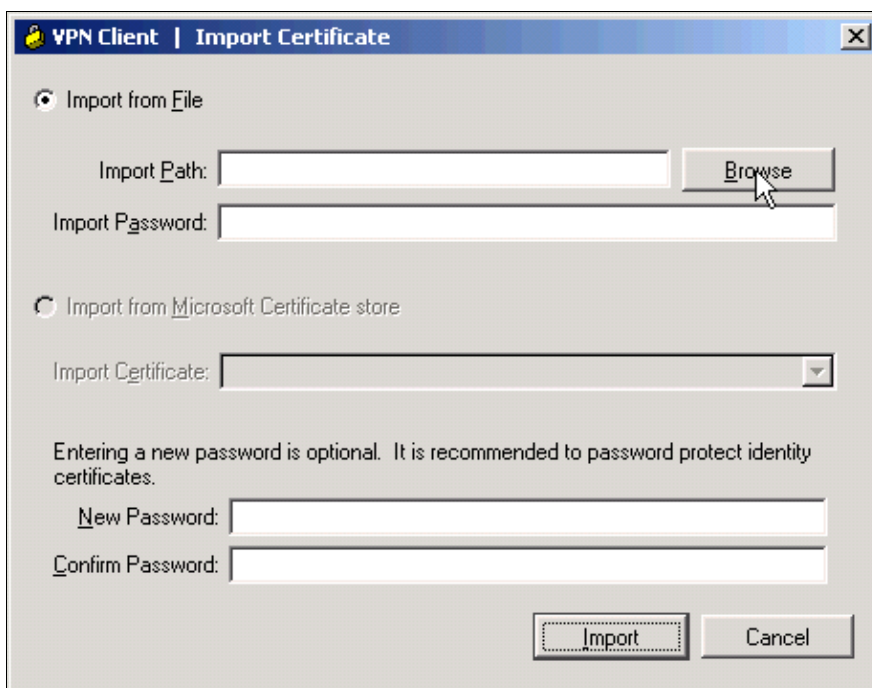 VPN Client | Import Certificate
Import from File
Import Path:
Browse
Import Password:
Import from Microsoft Certificate store
Import Certificate:
Entering a new password is optional.  It is recommended to password protect identity
certificates.
New Password:
Confirm Password:
Import
Cancel